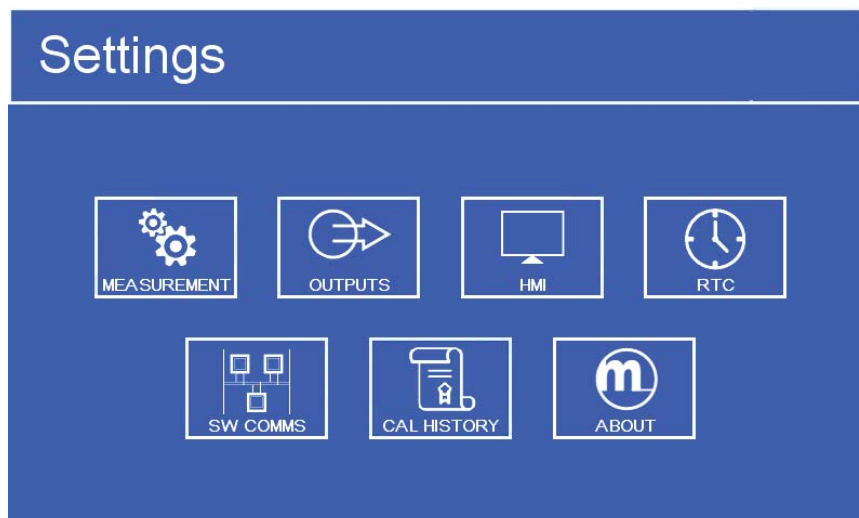 Settings
MEASUREMENT
OUTPUTS
HMI
RTC
SW COMMS
CAL HISTORY
m
ABOUT